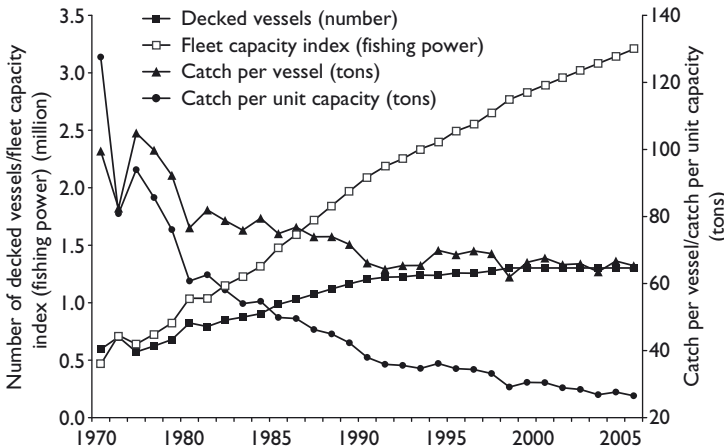 Decked vessels (number)
Fleet capacity index (fishing power)
Catch per vessel (tons)
Catch per unit capacity (tons)
Number of decked vessels/fleet capacity
index (fishing power) (million)
3.5
3.0
2.5
2.0
1.5
1.0
0.5
0.0
140
120
100
80
60
40
20
Catch per vessel/catch per unit capacity
(tons)
1970 1980 1985 1990 1995 2000 2005